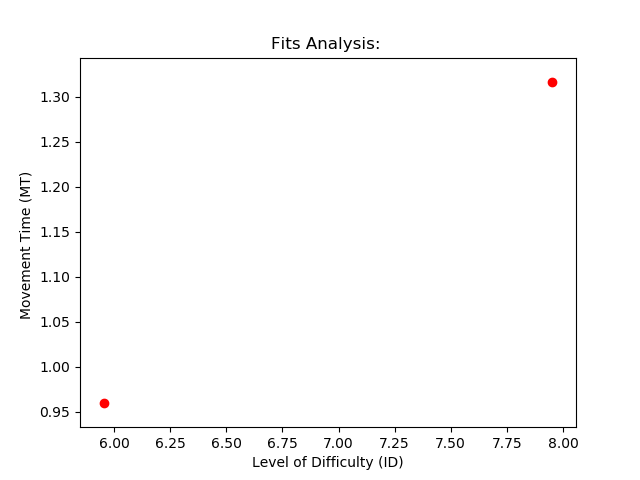 Fits Analysis:
1.30
1.25
1.20
1.15
1.10
1.05
1.00
0.95
Movement Time (MT)
6.00 6.25 6.50 6.75 7.00 7.25 7.50 7.75 8.00
Level of Difficulty (ID)